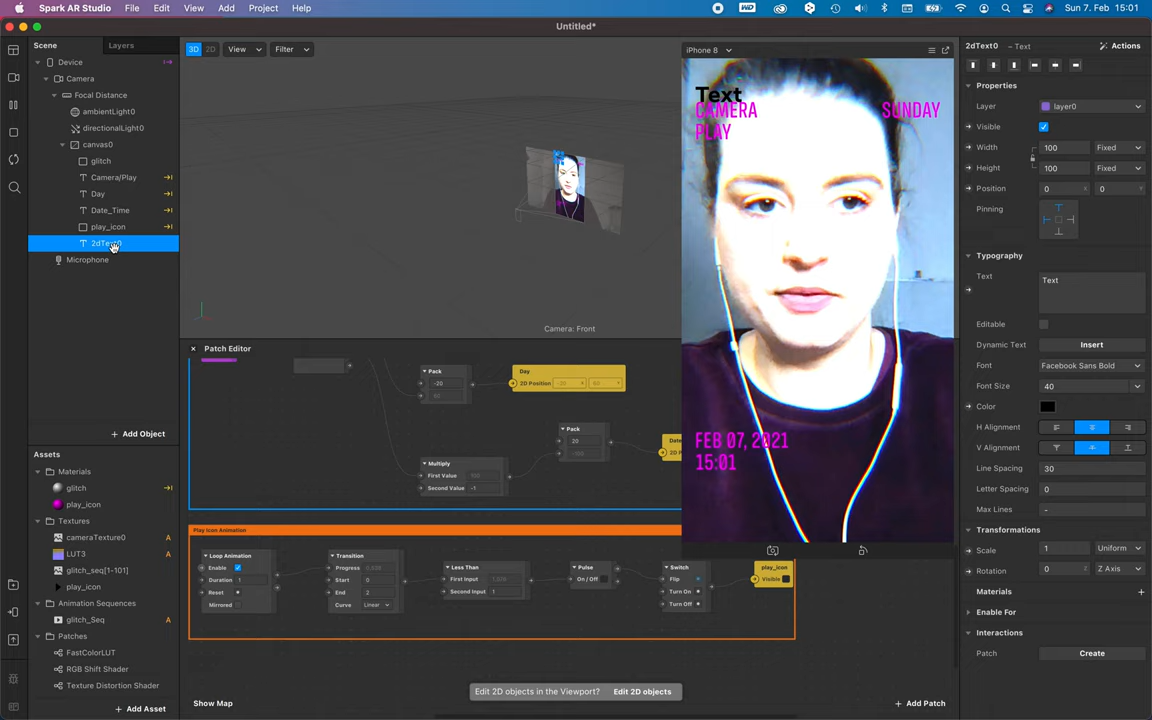 Spark AR Studio File Edit View Add Project Help
Sun 7. Feb 15:01
Untitled*
Scene Layers
Device
Camera
Focal Distance
ambientLight0
directionalLight0
canvas0
glitch
Camera/Play
Day
Date_Time
play_icon
2dText0
Microphone
+ Add Object
Assets
Materials
glitch
play_icon
Textures
cameraTexture0 A
LUT3 A
glitch_seq[1-101] A
play_icon
Animation Sequences
glitch_Seq A
Patches
FastColorLUT
RGB Shift Shader
Texture Distortion Shader
+ Add Asset
3D 2D View Filter
Camera: Front
iPhone 8
Text
CAMERA SUNDAY
PLAY
FEB 07, 2021
15:01
Patch Editor
Pack
-20
Day
2D Position
Pack
20
Multiply
First Value
Second Value -1
Play Icon Animation
Loop Animation
Enable
Duration 1
Reset
Mirrored
Transition
Progress
Start 0
End 2
Curve Linear
Less Than
First Input
Second Input 1
Pulse
On / Off
Switch
Flip
Turn On
Turn Off
play_icon
Visible
Edit 2D objects in the Viewport? Edit 2D objects
Show Map
+ Add Patch
2dText0 – Text Actions
Properties
Layer layer0
Visible
Width 100 Fixed
Height 100 Fixed
Position 0 X 0 Y
Pinning
Typography
Text Text
Editable
Dynamic Text Insert
Font Facebook Sans Bold
Font Size 40
Color
H Alignment
V Alignment
Line Spacing 30
Letter Spacing 0
Max Lines -
Transformations
Scale 1 Uniform
Rotation 0 Z Axis
Materials +
Enable For
Interactions
Patch Create